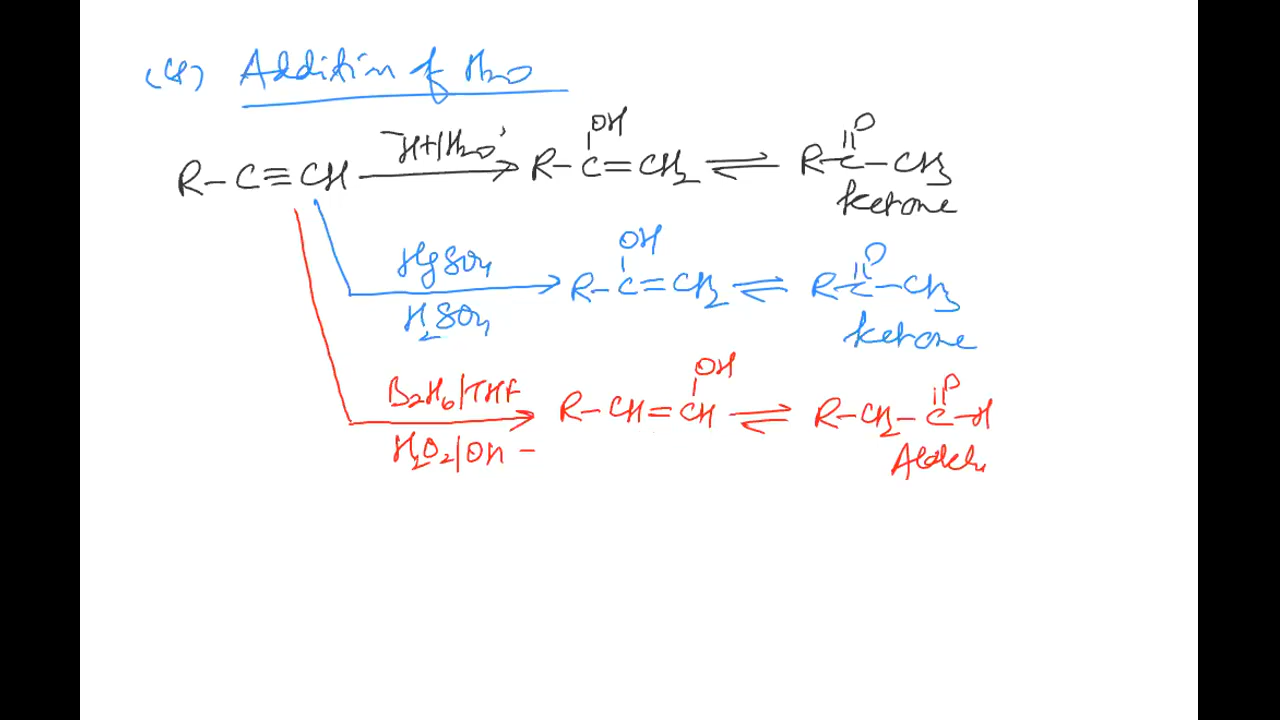 (4) Addition of H2O
OH
O
R-C≡CH H+/H2O R-C=CH2 ⇌ R-C-CH3
ketone
OH
O
HgSO4
R-C=CH2 ⇌ R-C-CH3
H2SO4
ketone
OH
O
B2H6/THF
R-CH=CH ⇌ R-CH2-C-H
H2O2/OH -